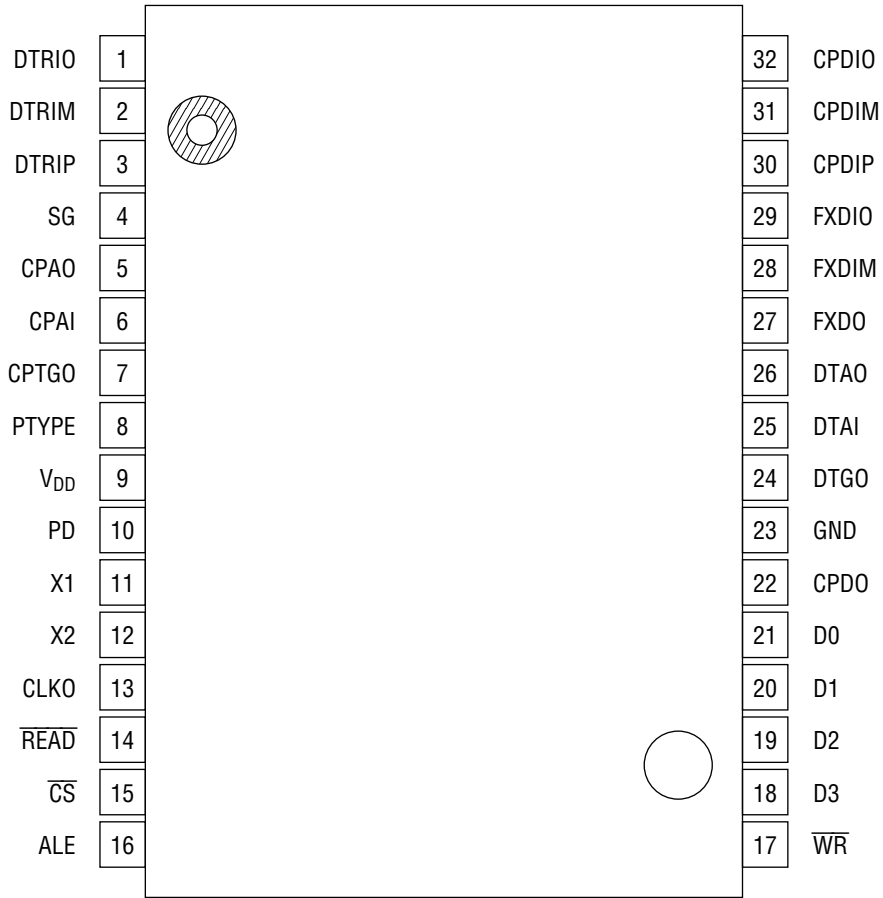 DTRIO 1 32 CPDIO
DTRIM 2 31 CPDIM
DTRIP 3 30 CPDIP
SG 4 29 FXDIO
CPAO 5 28 FXDIM
CPAI 6 27 FXDO
CPTGO 7 26 DTAO
PTYPE 8 25 DTAI
VDD 9 24 DTGO
PD 10 23 GND
X1 11 22 CPDO
X2 12 21 D0
CLKO 13 20 D1
R̅E̅A̅D̅ 14 19 D2
C̅S̅ 15 18 D3
ALE 16 17 W̅R̅